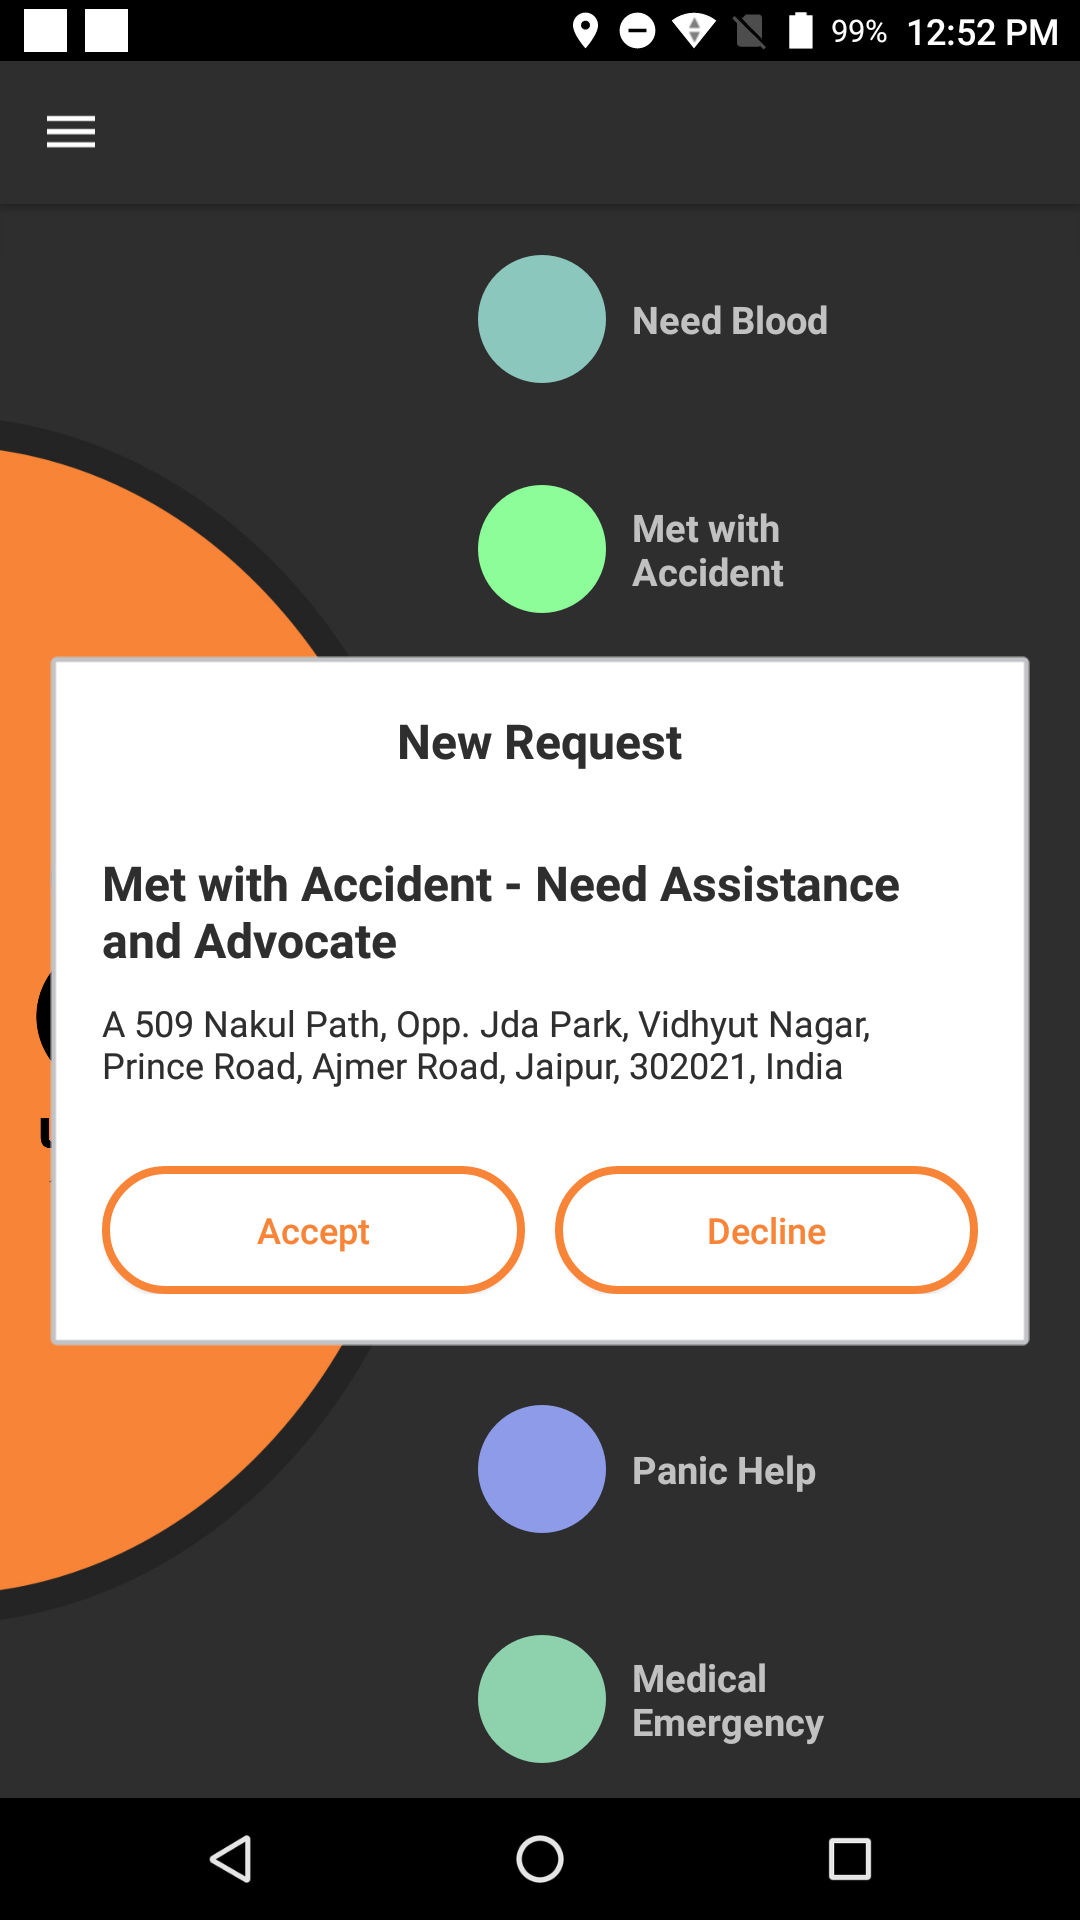 99% 12:52 PM
Need Blood
Met with
Accident
New Request
Met with Accident - Need Assistance
and Advocate
A 509 Nakul Path, Opp. Jda Park, Vidhyut Nagar,
Prince Road, Ajmer Road, Jaipur, 302021, India
Accept
Decline
Panic Help
Medical
Emergency